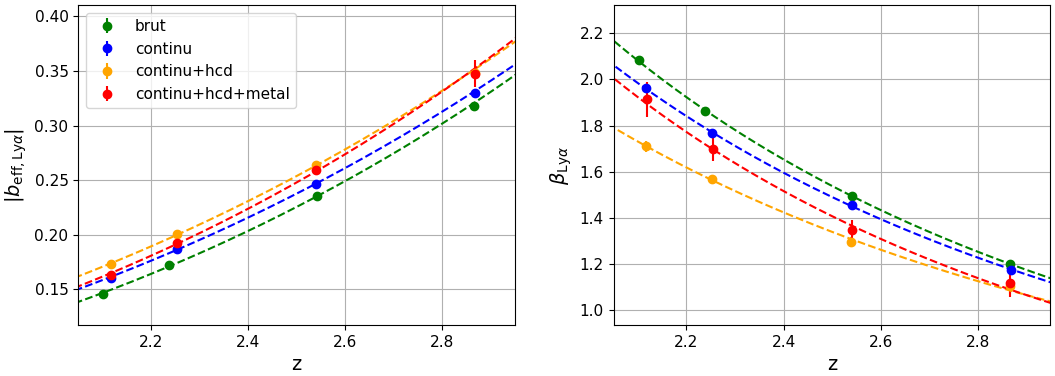 0.40
0.35
0.30
0.25
0.20
0.15
|b_eff, Lyα|
brut
continu
continu+hcd
continu+hcd+metal
2.2
2.4
2.6
2.8
z
2.2
2.0
1.8
1.6
1.4
1.2
1.0
β_Lyα
2.2
2.4
2.6
2.8
z